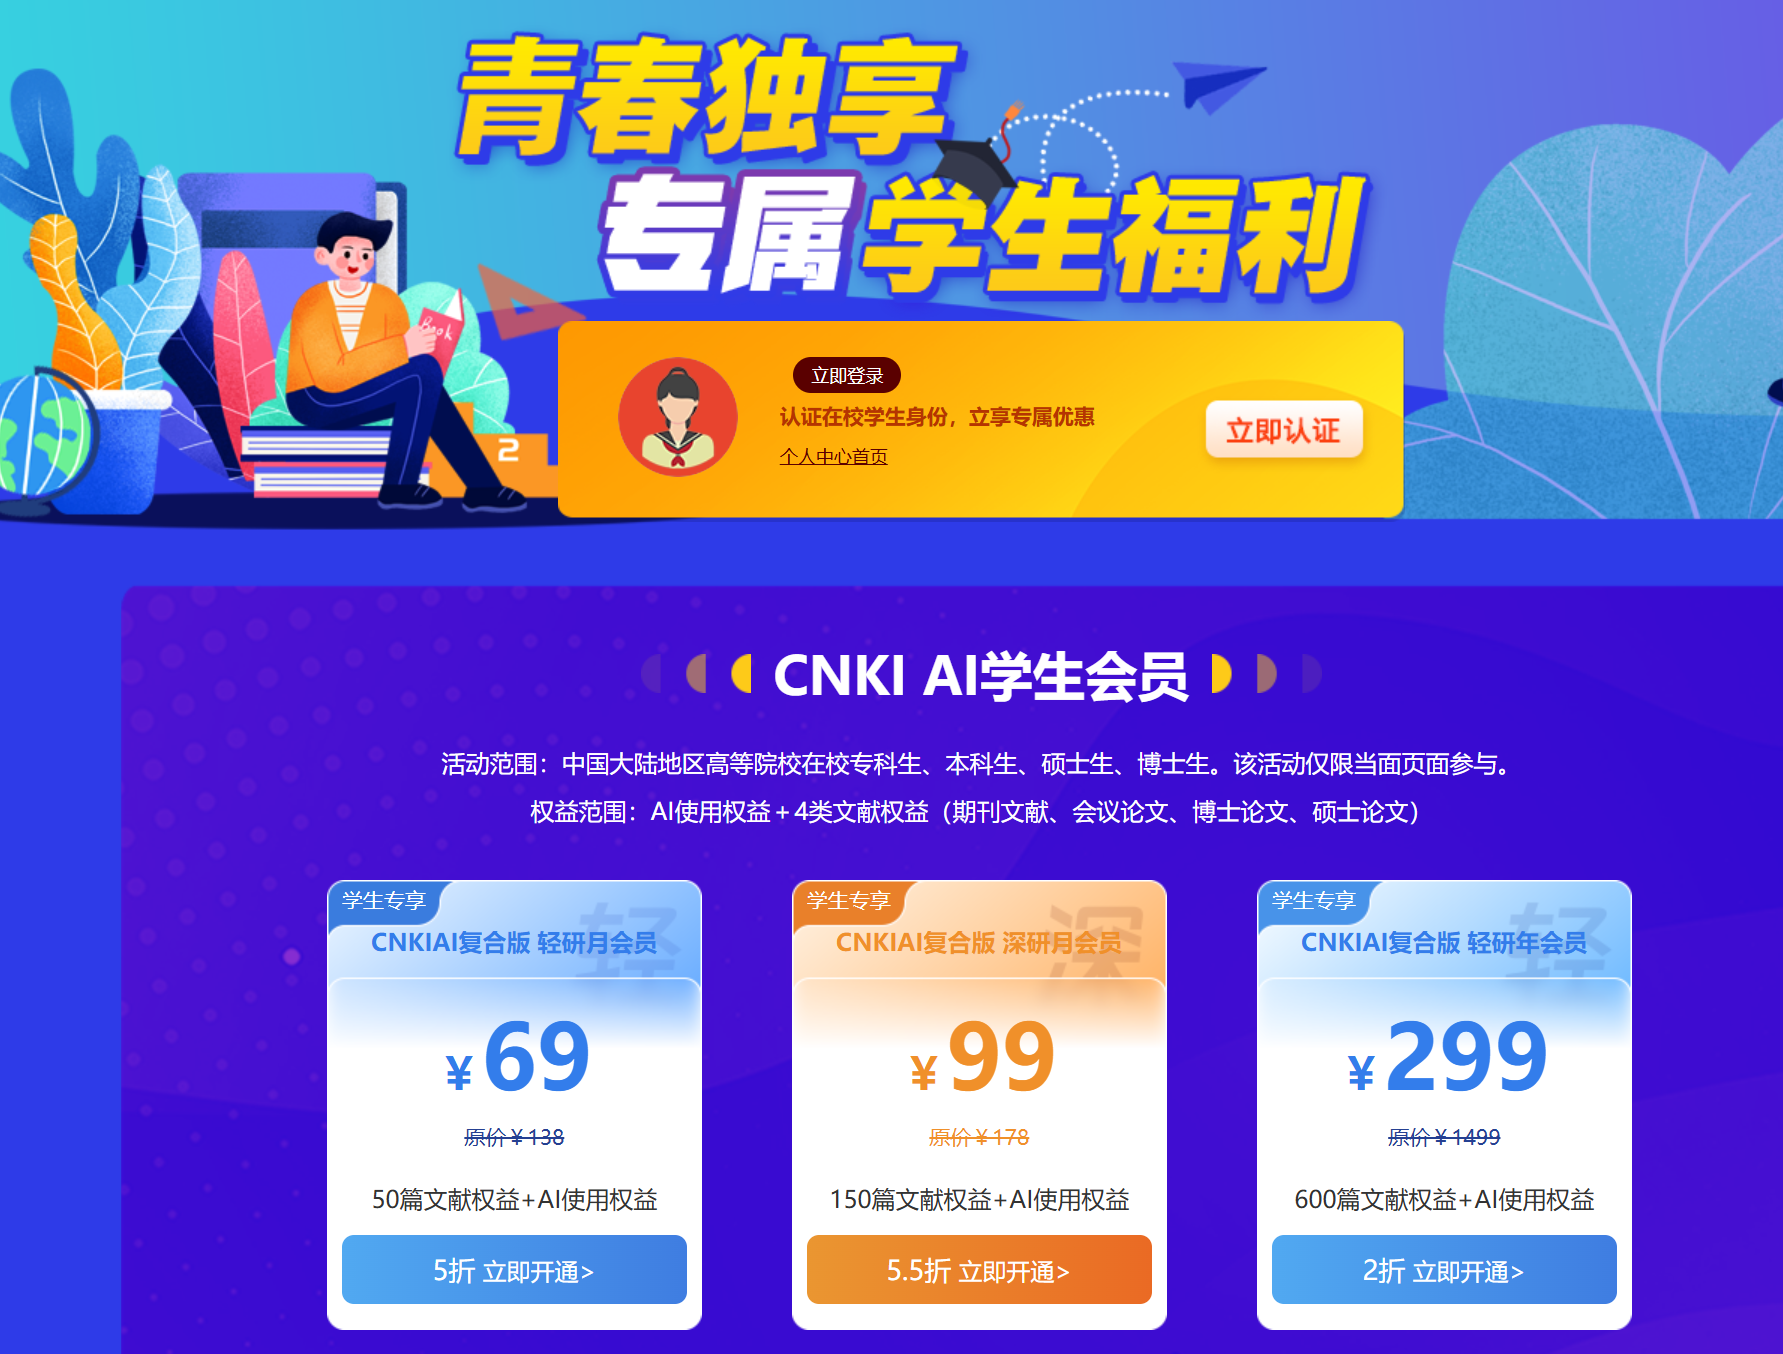 青春独享
专属学生福利
Book
2
立即登录
认证在校学生身份，立享专属优惠
个人中心首页
立即认证
CNKI AI学生会员
活动范围：中国大陆地区高等院校在校专科生、本科生、硕士生、博士生。该活动仅限当面页面参与。
权益范围：AI使用权益＋4类文献权益（期刊文献、会议论文、博士论文、硕士论文）
学生专享
轻
CNKIAI复合版 轻研月会员
¥69
原价¥138
50篇文献权益+AI使用权益
5折 立即开通>
学生专享
深
CNKIAI复合版 深研月会员
¥99
原价¥178
150篇文献权益+AI使用权益
5.5折 立即开通>
学生专享
轻
CNKIAI复合版 轻研年会员
¥299
原价¥1499
600篇文献权益+AI使用权益
2折 立即开通>